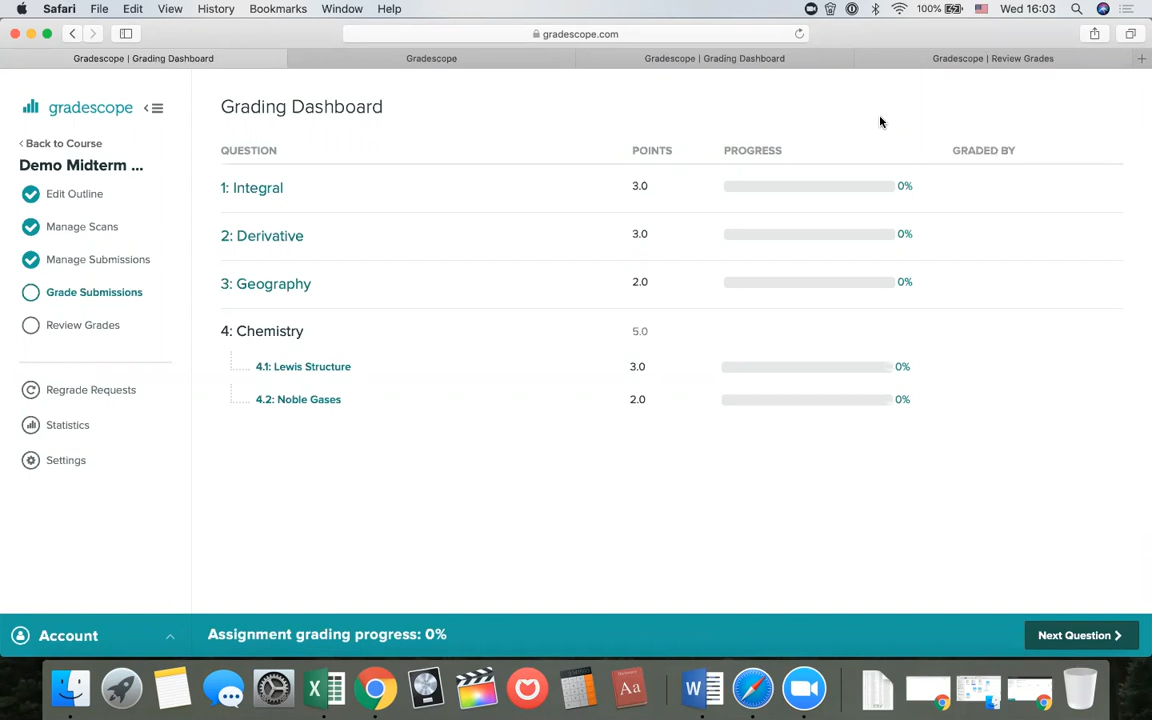 Safari File Edit View History Bookmarks Window Help 100% Wed 16:03
gradescope.com
Gradescope | Grading Dashboard Gradescope Gradescope | Grading Dashboard Gradescope | Review Grades
gradescope
Back to Course
Demo Midterm ...
Edit Outline
Manage Scans
Manage Submissions
Grade Submissions
Review Grades
Regrade Requests
Statistics
Settings
Grading Dashboard
QUESTION POINTS PROGRESS GRADED BY
1: Integral 3.0 0%
2: Derivative 3.0 0%
3: Geography 2.0 0%
4: Chemistry 5.0
4.1: Lewis Structure 3.0 0%
4.2: Noble Gases 2.0 0%
Account Assignment grading progress: 0% Next Question
X Aa W